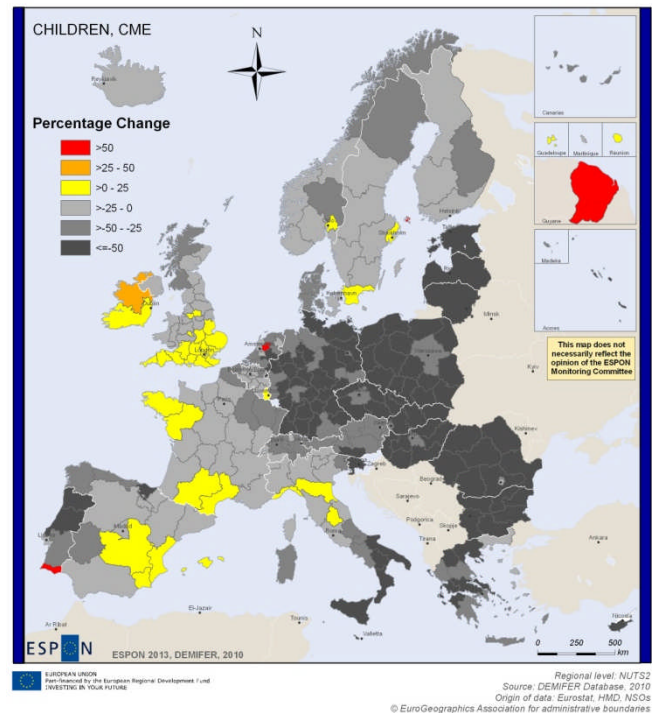 CHILDREN, CME
Reykjavik
Percentage Change
>50
>25 - 50
>0 - 25
>-25 - 0
>-50 - -25
<=-50
Canarias
Guadeloupe
Martinique
Reunion
Guyane
Madeira
Acores
This map does not
necessarily reflect the
opinion of the ESPON
Monitoring Committee
Helsinki
Stockholm
Dublin
London
Minsk
Kiev
Kishinev
Paris
Zagreb
Beograd
Sarajevo
Podgorica
Skopje
Tirana
Roma
Madrid
Ankara
Ar Ribat
El-Jazair
Tounis
Valletta
Nicosia
0 250 500
km
ESPON
ESPON 2013, DEMIFER, 2010
EUROPEAN UNION
Part-financed by the European Regional Development Fund
INVESTING IN YOUR FUTURE
Regional level: NUTS2
Source: DEMIFER Database, 2010
Origin of data: Eurostat, HMD, NSOs
© EuroGeographics Association for administrative boundaries